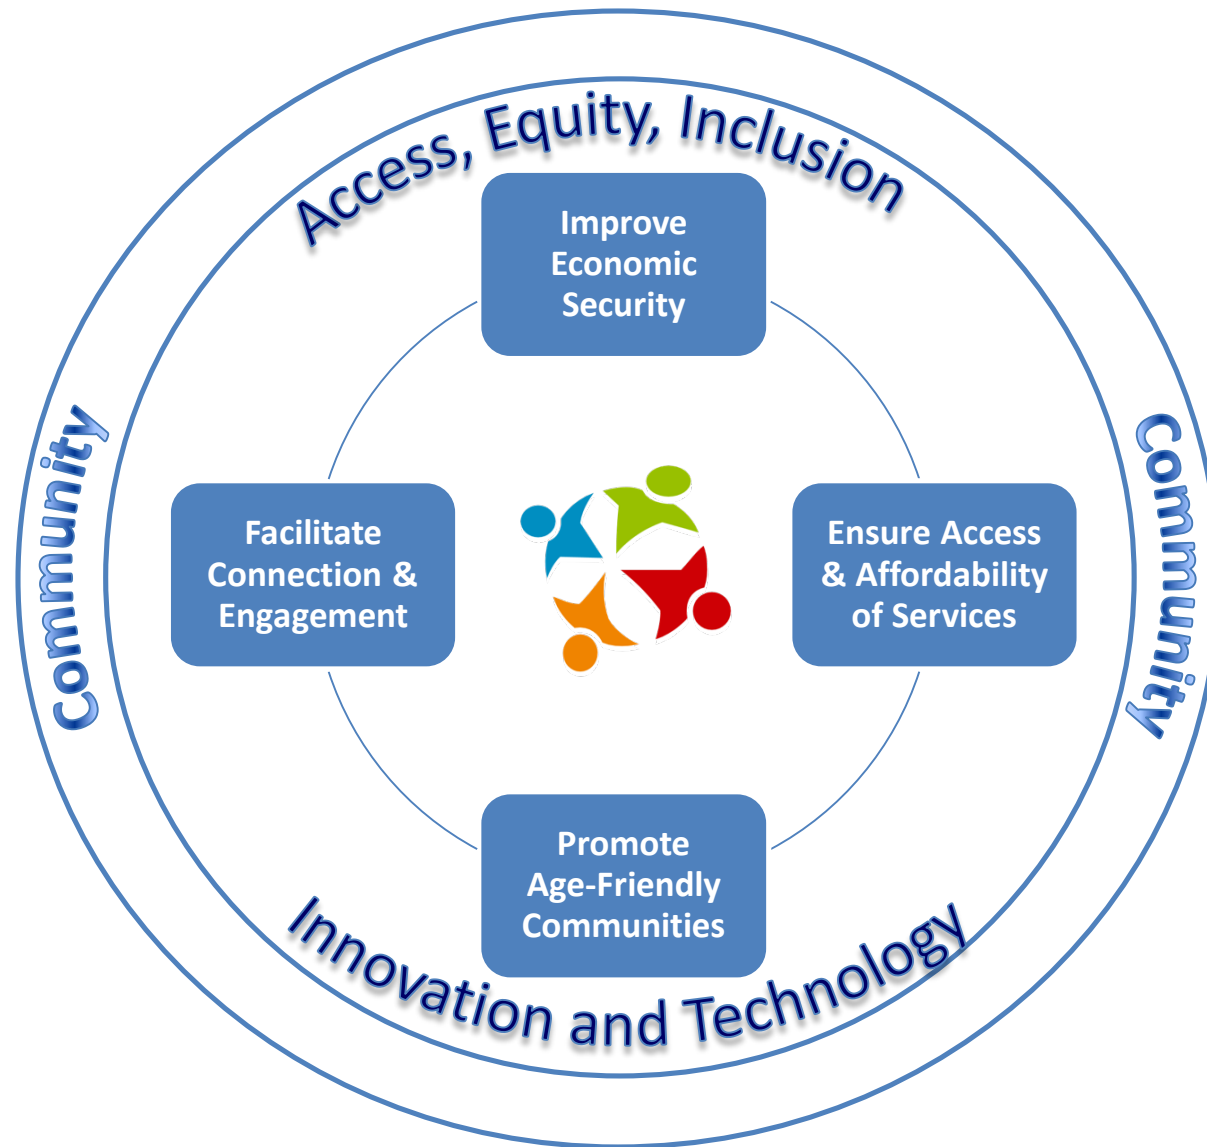 Access, Equity, Inclusion
Improve
Economic
Security
Community
Facilitate
Connection &
Engagement
Ensure Access
& Affordability
of Services
Community
Promote
Age-Friendly
Communities
Innovation and Technology